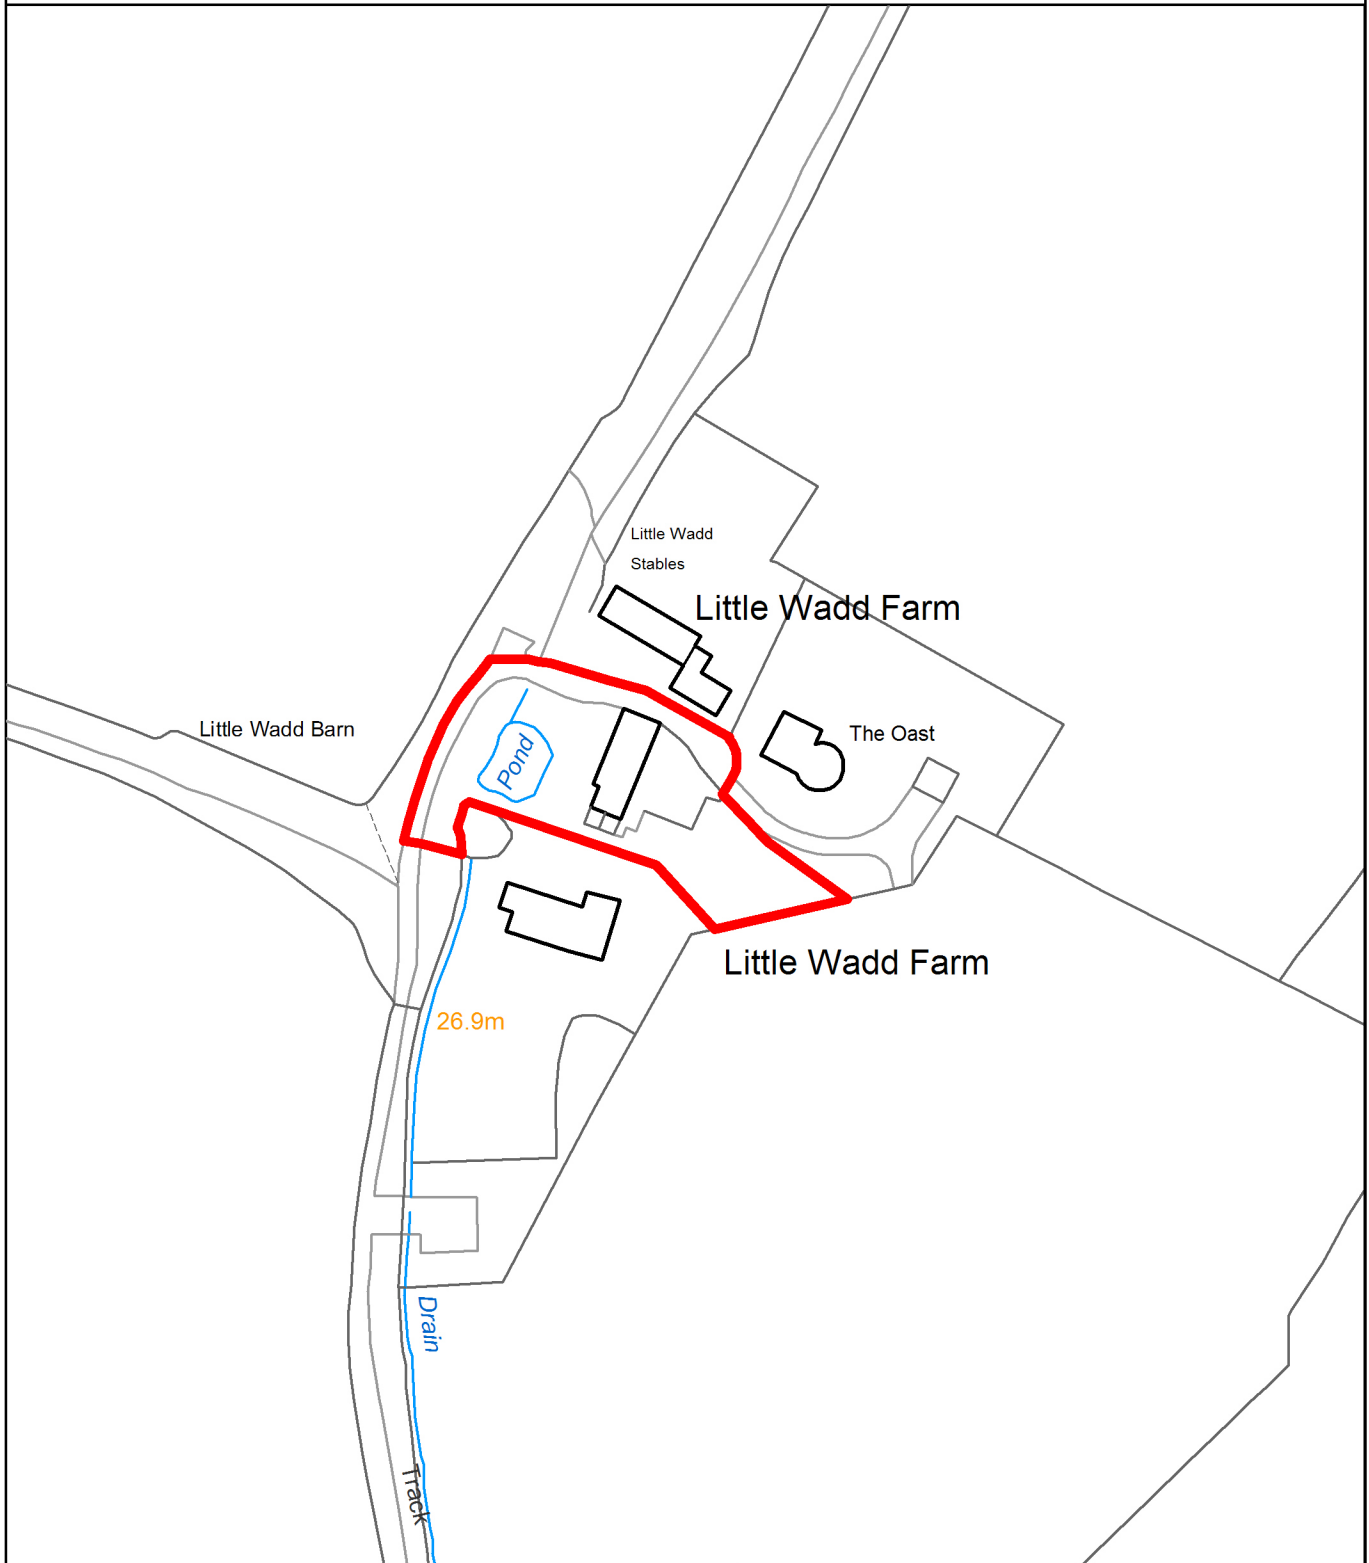 Little Wadd
Stables
Little Wadd Farm
Little Wadd Barn
The Oast
Pond
Little Wadd Farm
26.9m
Drain
Track